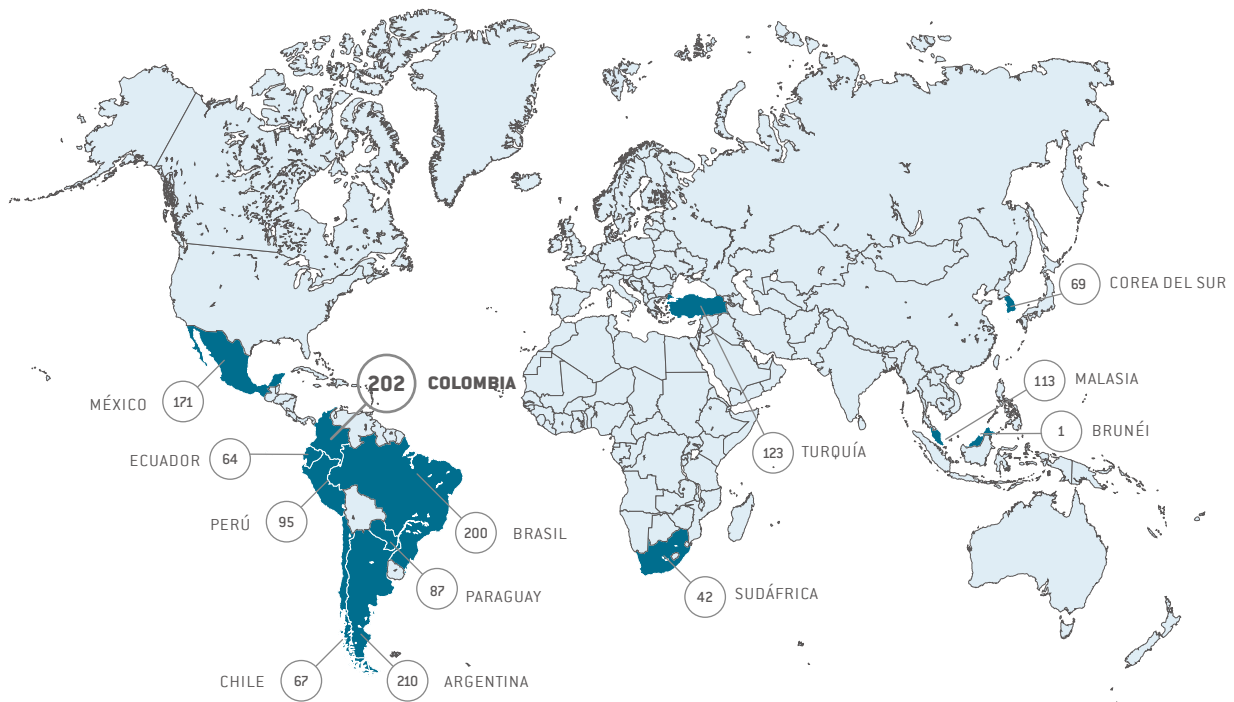 69 COREA DEL SUR
113 MALASIA
202 COLOMBIA
MÉXICO 171
1 BRUNÉI
ECUADOR 64
123 TURQUÍA
PERÚ 95
200 BRASIL
87 PARAGUAY
42 SUDÁFRICA
CHILE 67
210 ARGENTINA